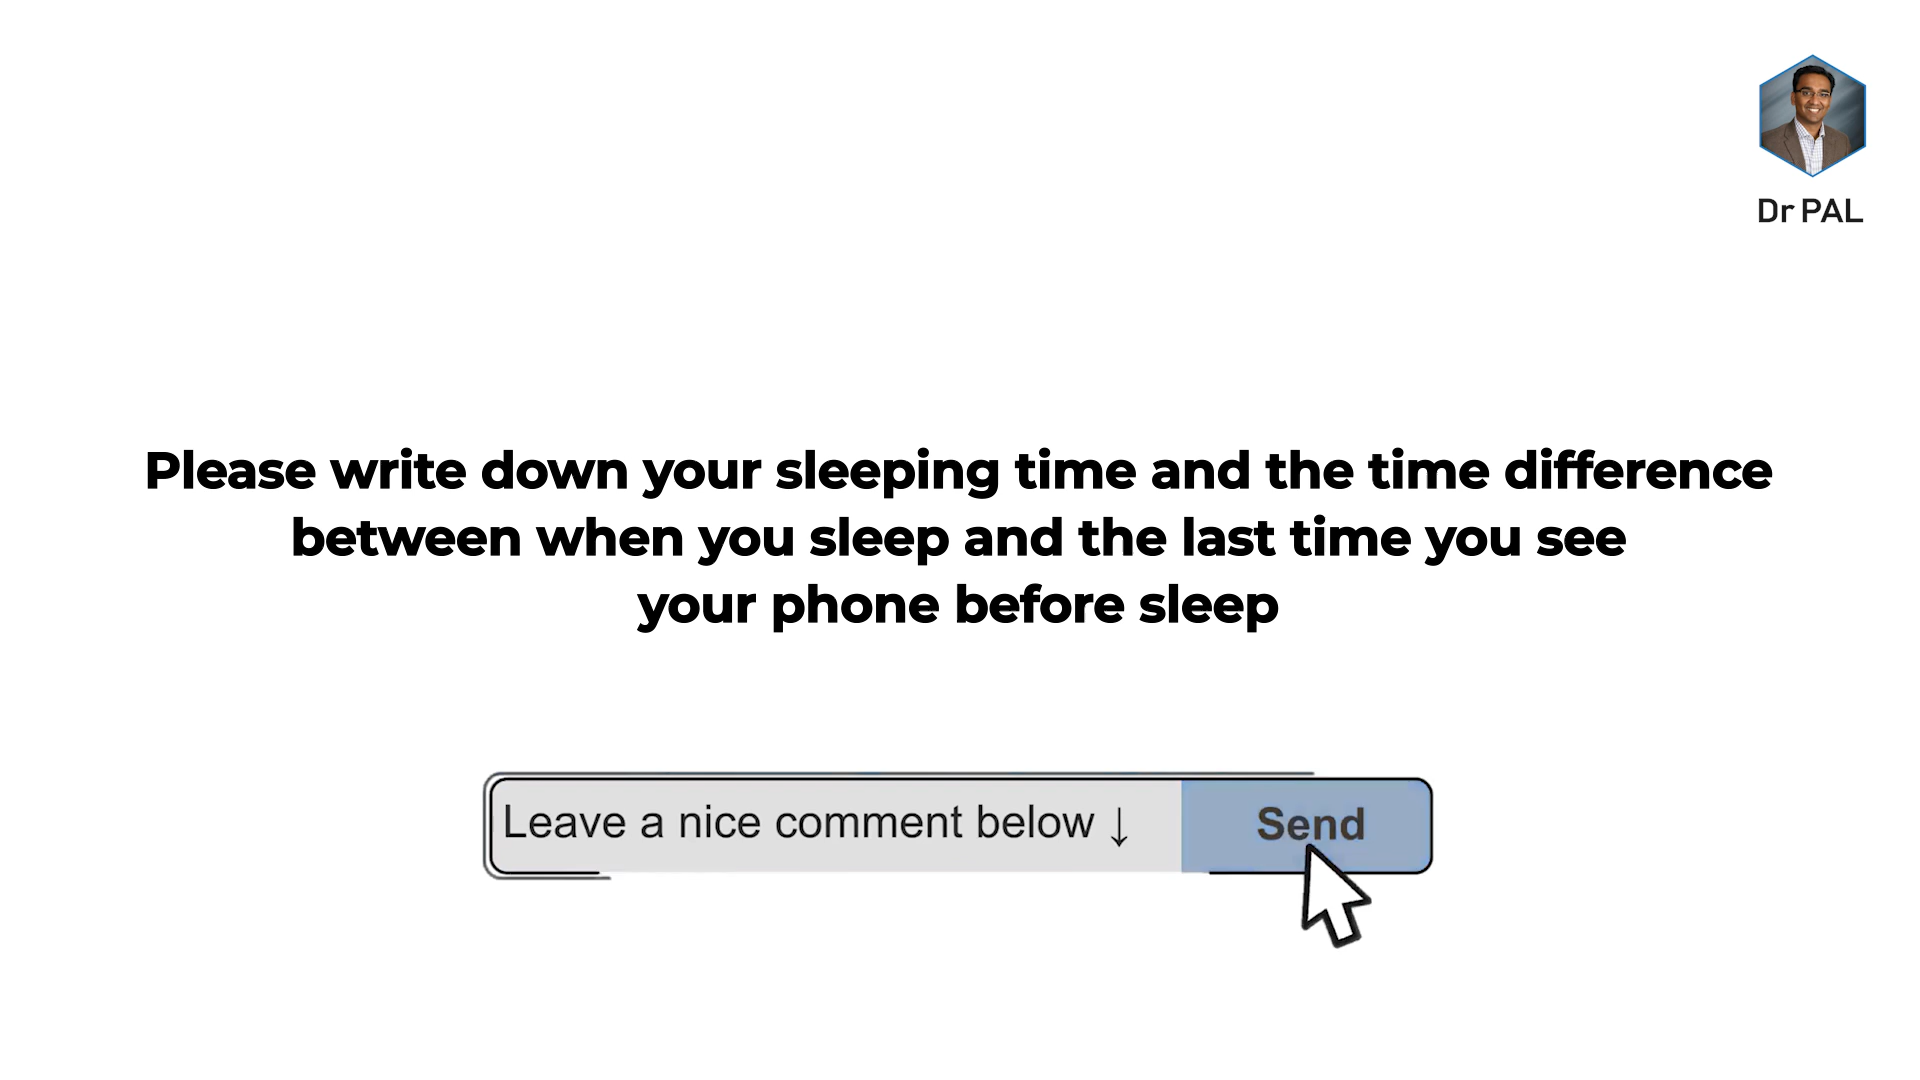 Dr PAL
Please write down your sleeping time and the time difference
between when you sleep and the last time you see
your phone before sleep
Leave a nice comment below ↓
Send